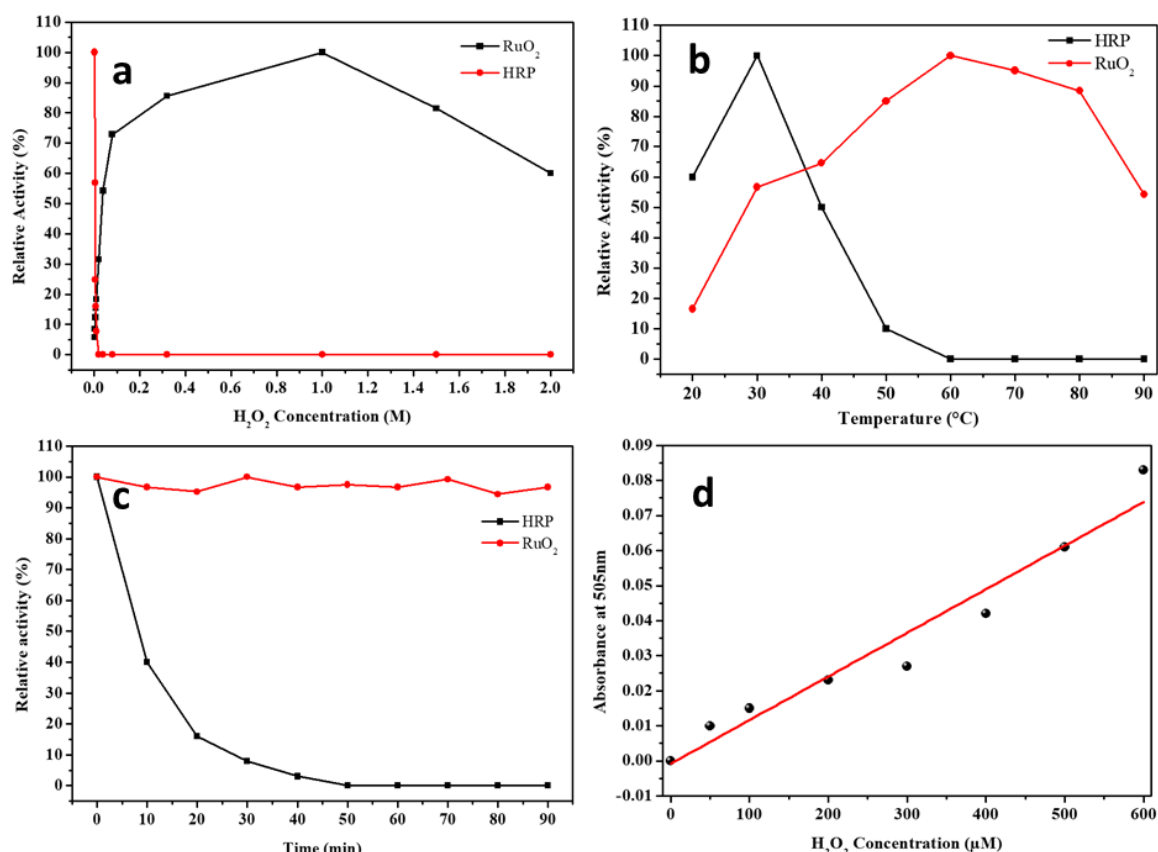 a
110
100
90
80
70
60
50
40
30
20
10
0
Relative Activity (%)
RuO₂
HRP
0.0 0.2 0.4 0.6 0.8 1.0 1.2 1.4 1.6 1.8 2.0
H₂O₂ Concentration (M)
b
110
100
90
80
70
60
50
40
30
20
10
0
Relative Activity (%)
HRP
RuO₂
20 30 40 50 60 70 80 90
Temperature (°C)
c
110
100
90
80
70
60
50
40
30
20
10
0
Relative activity (%)
HRP
RuO₂
0 10 20 30 40 50 60 70 80 90
Time (min)
d
0.09
0.08
0.07
0.06
0.05
0.04
0.03
0.02
0.01
0.00
-0.01
Absorbance at 505nm
0 100 200 300 400 500 600
H₂O₂ Concentration (µM)